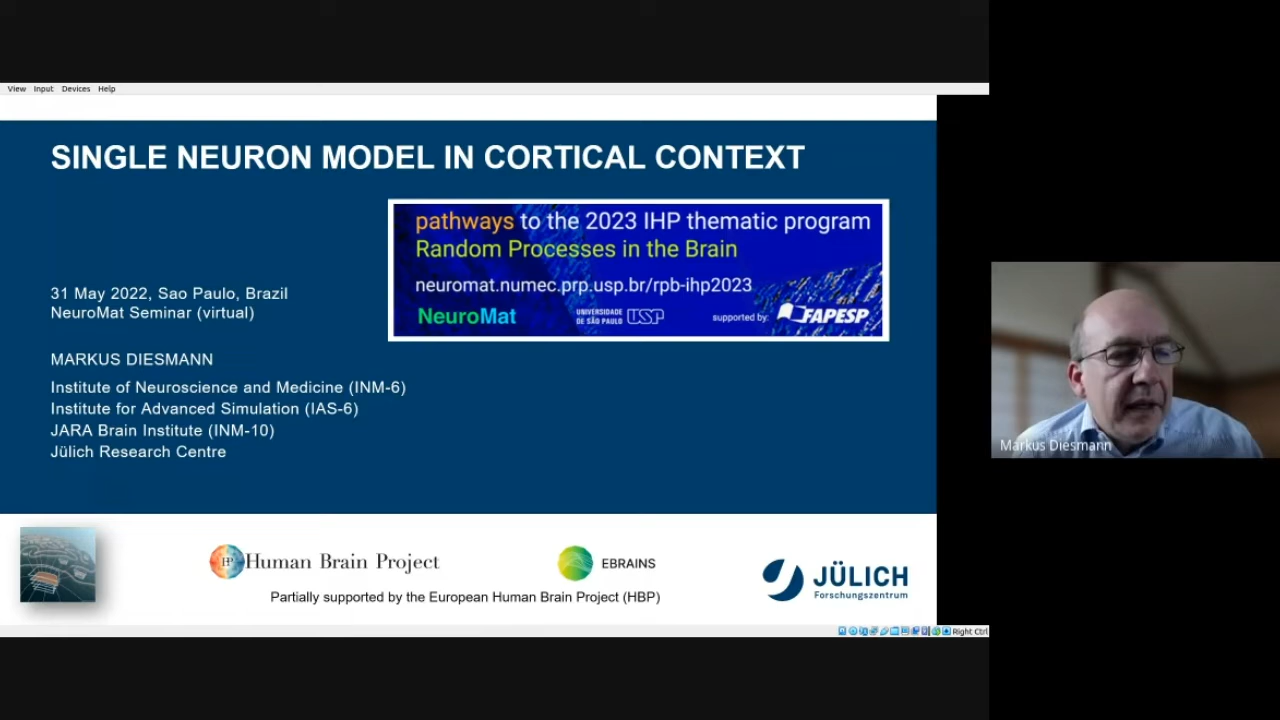 View Input Devices Help
SINGLE NEURON MODEL IN CORTICAL CONTEXT
pathways to the 2023 IHP thematic program
Random Processes in the Brain
neuromat.numec.prp.usp.br/rpb-ihp2023
NeuroMat
UNIVERSIDADE
DE SÃO PAULO
USP
supported by:
FAPESP
31 May 2022, Sao Paulo, Brazil
NeuroMat Seminar (virtual)
MARKUS DIESMANN
Institute of Neuroscience and Medicine (INM-6)
Institute for Advanced Simulation (IAS-6)
JARA Brain Institute (INM-10)
Jülich Research Centre
Markus Diesmann
HP Human Brain Project
EBRAINS
JÜLICH
Forschungszentrum
Partially supported by the European Human Brain Project (HBP)
Right Ctrl